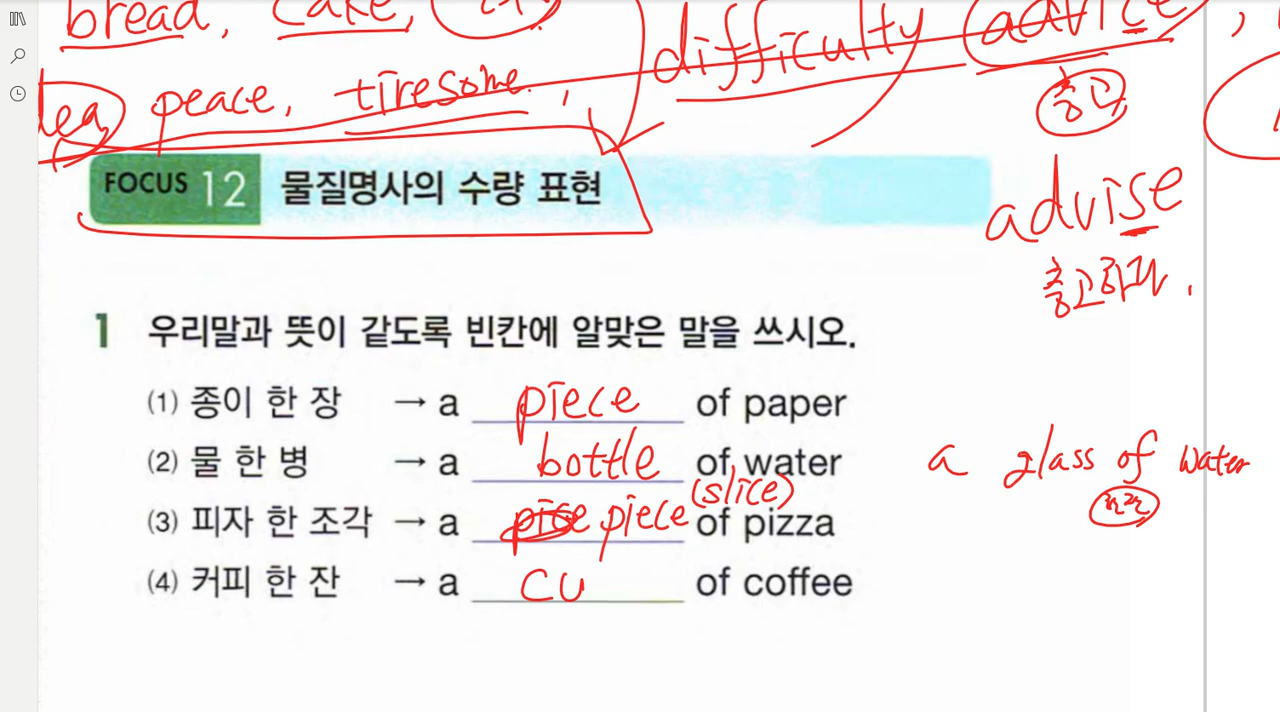 bread, cake,
difficulty advice,
tea, peace, tiresome,
충고
FOCUS 12 물질명사의 수량 표현
advise
충고하다.
1 우리말과 뜻이 같도록 빈칸에 알맞은 말을 쓰시오.
(1) 종이 한 장 → a piece of paper
(2) 물 한 병 → a bottle of water
a glass of water
(slice)
(3) 피자 한 조각 → a piece of pizza
(4) 커피 한 잔 → a cu of coffee